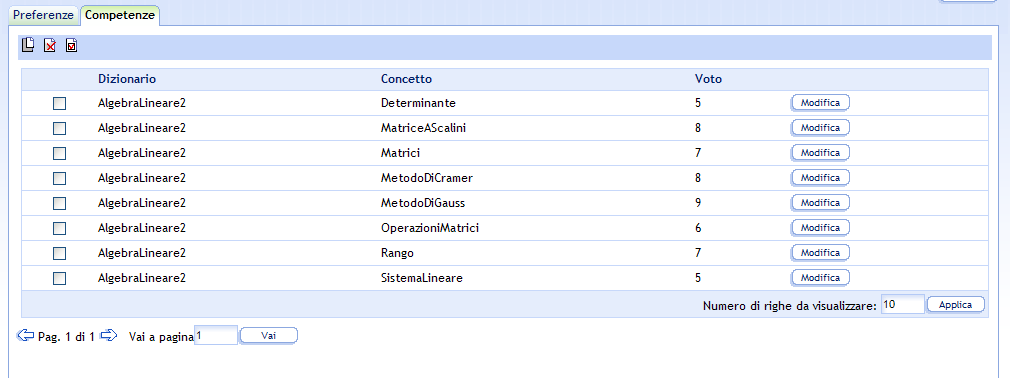 Preferenze Competenze
Dizionario Concetto Voto
AlgebraLineare2 Determinante 5 Modifica
AlgebraLineare2 MatriceAScalini 8 Modifica
AlgebraLineare2 Matrici 7 Modifica
AlgebraLineare2 MetodoDiCramer 8 Modifica
AlgebraLineare2 MetodoDiGauss 9 Modifica
AlgebraLineare2 OperazioniMatrici 6 Modifica
AlgebraLineare2 Rango 7 Modifica
AlgebraLineare2 SistemaLineare 5 Modifica
Numero di righe da visualizzare: 10 Applica
Pag. 1 di 1 Vai a pagina 1 Vai